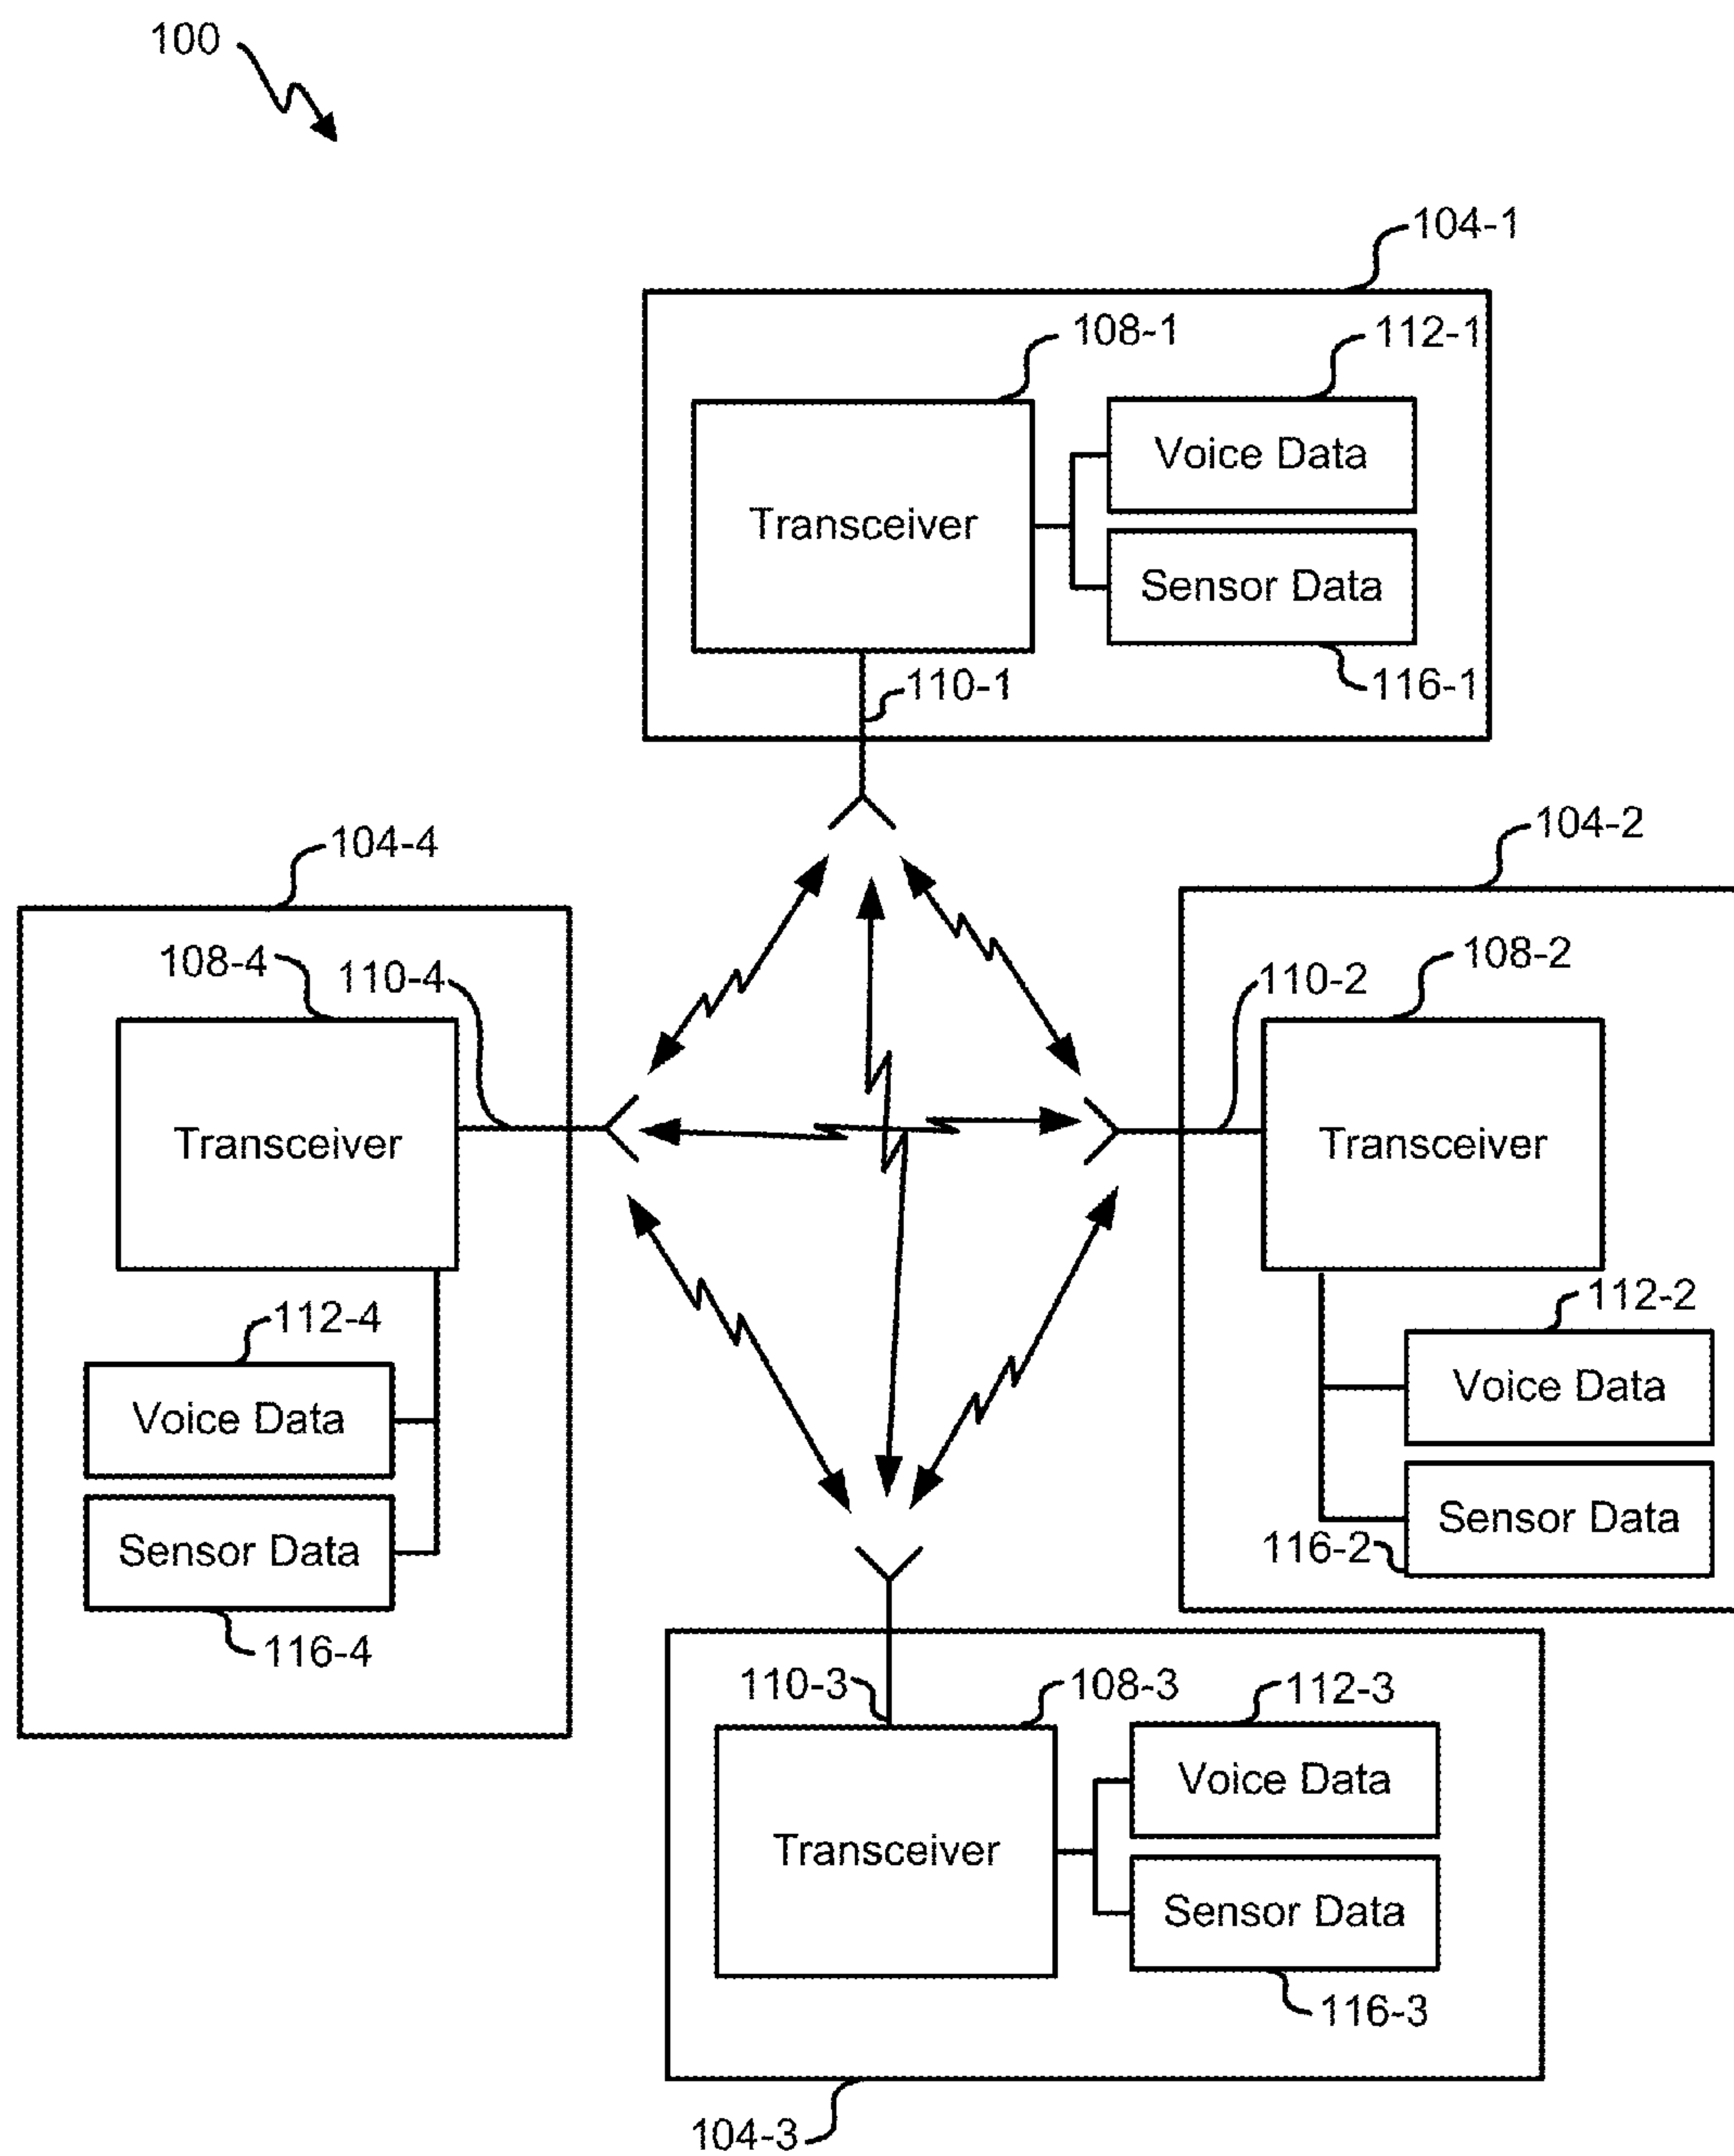 100
104-1
108-1
112-1
Voice Data
Transceiver
Sensor Data
110-1
116-1
104-4
104-2
108-4
110-4
110-2
108-2
Transceiver
Transceiver
112-4
112-2
Voice Data
Voice Data
Sensor Data
Sensor Data
116-2
116-4
110-3
108-3
112-3
Voice Data
Transceiver
Sensor Data
116-3
104-3